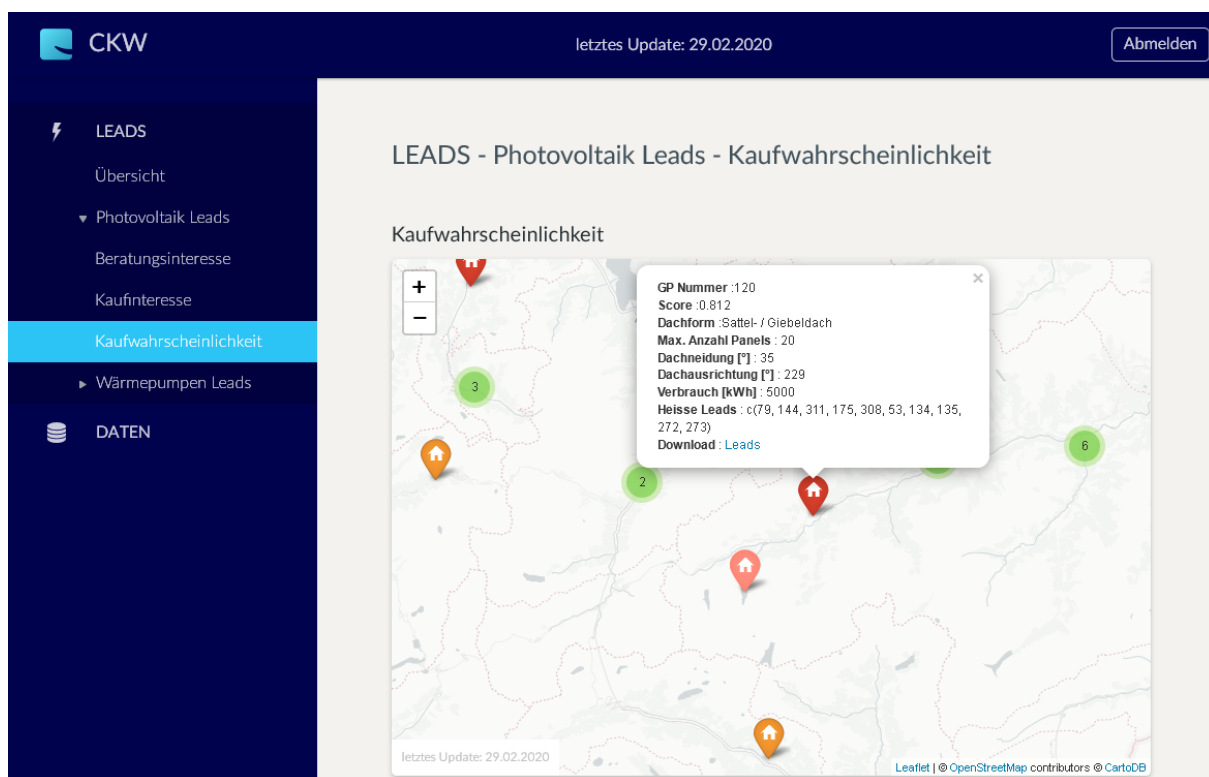 CKW
letztes Update: 29.02.2020
Abmelden
LEADS
Übersicht
▾ Photovoltaik Leads
Beratungsinteresse
Kaufinteresse
Kaufwahrscheinlichkeit
▸ Wärmepumpen Leads
DATEN
LEADS - Photovoltaik Leads - Kaufwahrscheinlichkeit
Kaufwahrscheinlichkeit
+
−
×
GP Nummer :120
Score :0.812
Dachform :Sattel- / Giebeldach
Max. Anzahl Panels : 20
Dachneidung [°] : 35
Dachausrichtung [°] : 229
Verbrauch [kWh] : 5000
Heisse Leads : c(79, 144, 311, 175, 308, 53, 134, 135,
272, 273)
Download : Leads
3
2
6
letztes Update: 29.02.2020
Leaflet | © OpenStreetMap contributors © CartoDB